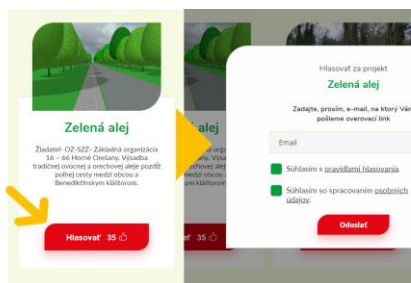 Zelená alej
Žiadateľ- OZ-SZZ- Základná organizácia
16 – 66 Horné Orešany. Výsadba
tradičnej ovocnej a orechovej aleje pozdĺž
poľnej cesty medzi obcou a
Benediktínskym kláštorom.
Hlasovať 35
alej
Hlasovať za projekt
Zelená alej
Zadajte, prosím, e-mail, na ktorý Vám
pošleme overovací link
Email
Súhlasím s pravidlami hlasovania.
Súhlasím so spracovaním osobných
údajov.
Odoslať
35